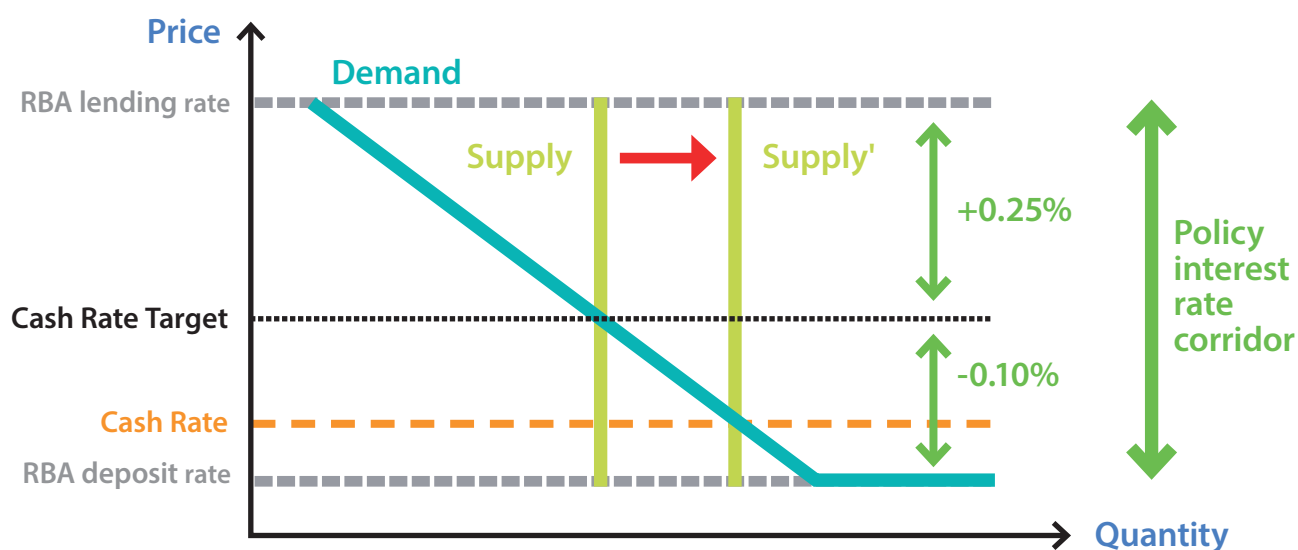 Price
Demand
RBA lending rate
Supply
Supply'
+0.25%
Policy
interest
rate
corridor
Cash Rate Target
-0.10%
Cash Rate
RBA deposit rate
Quantity